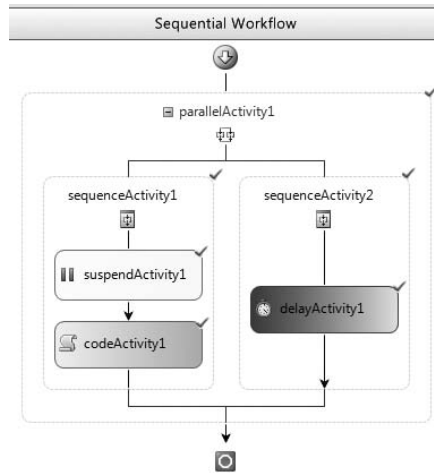 Sequential Workflow
parallelActivity1
sequenceActivity1
sequenceActivity2
suspendActivity1
delayActivity1
codeActivity1